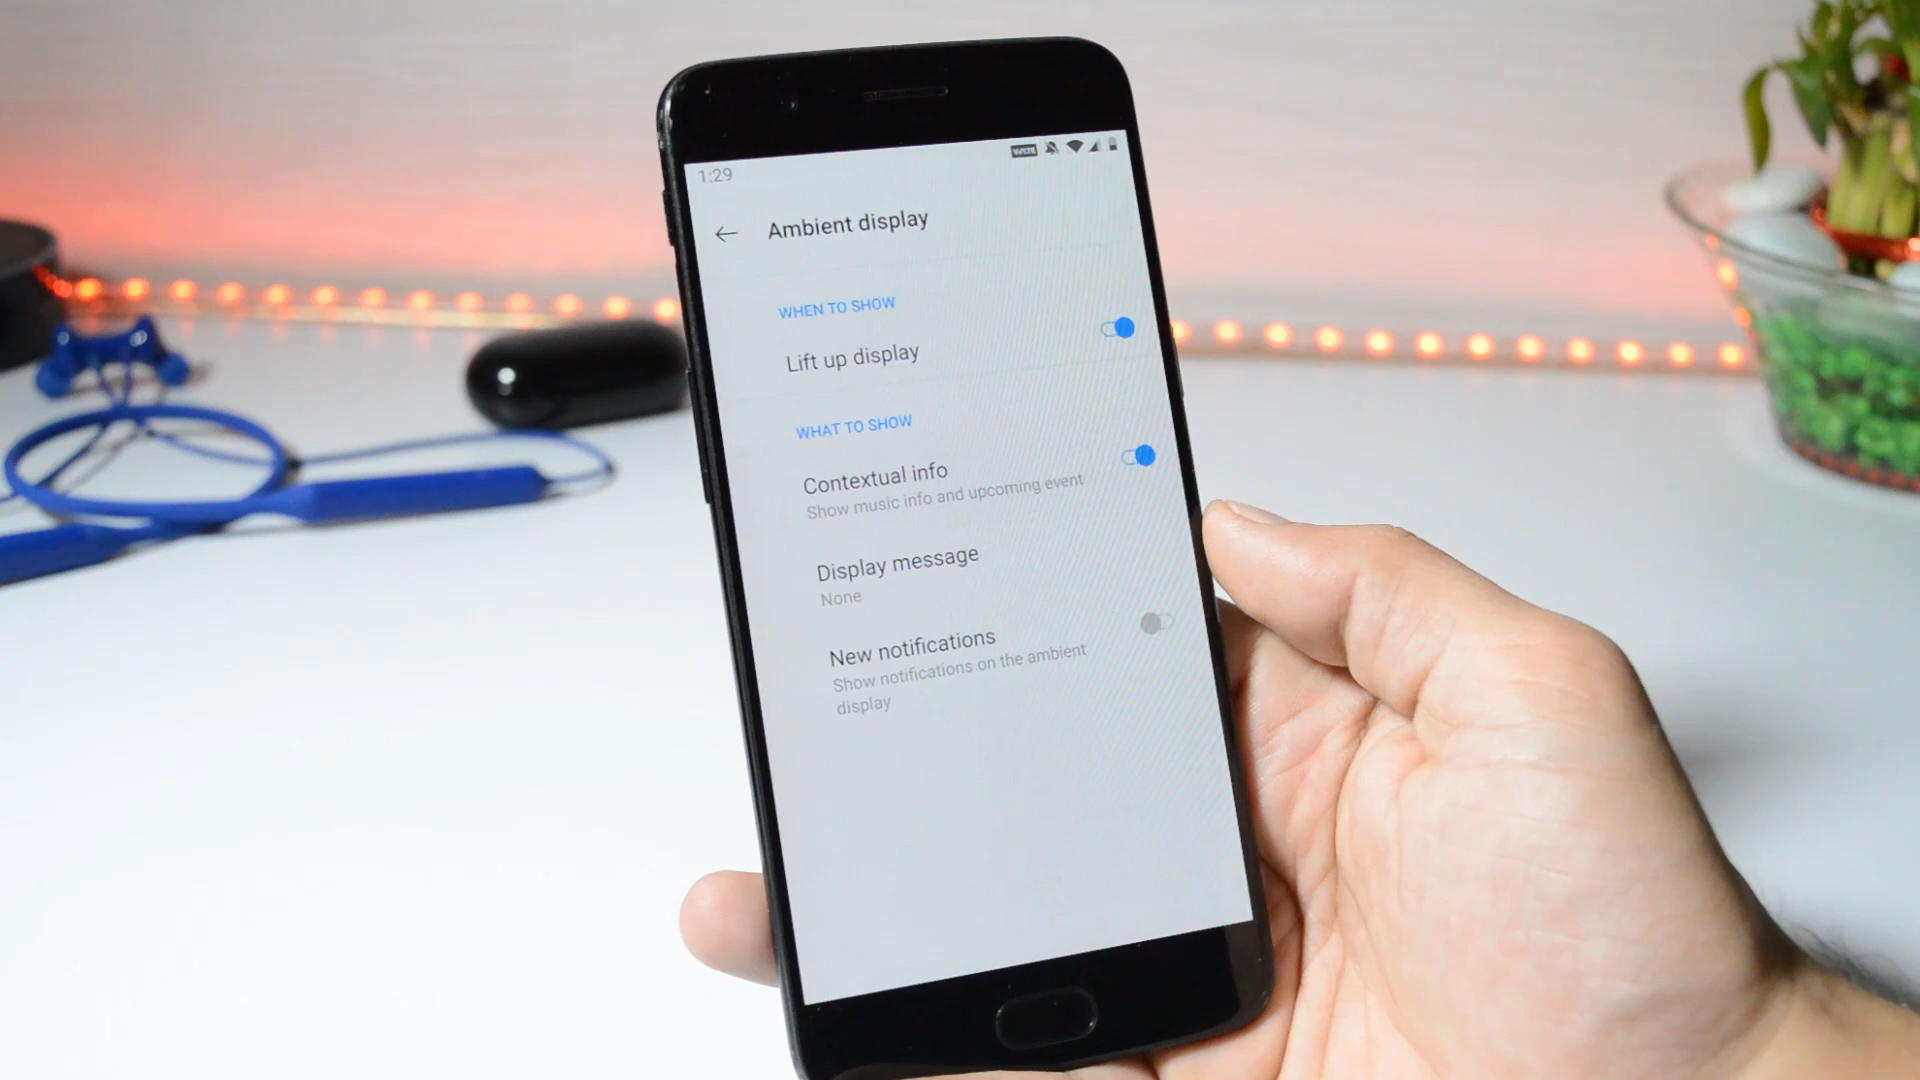 VoLTE
1:29
Ambient display
WHEN TO SHOW
Lift up display
WHAT TO SHOW
Contextual info
Show music info and upcoming event
Display message
None
New notifications
Show notifications on the ambient
display